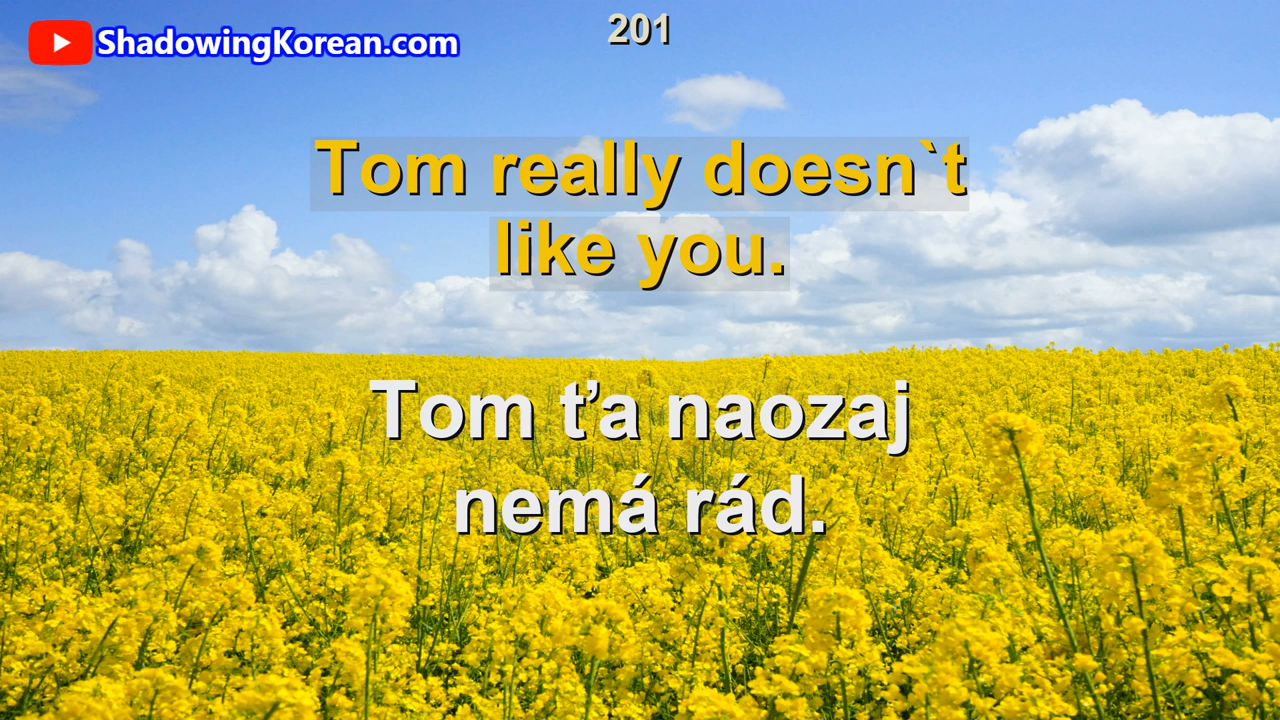 ShadowingKorean.com
201
Tom really doesn`t
like you.
Tom ťa naozaj
nemá rád.